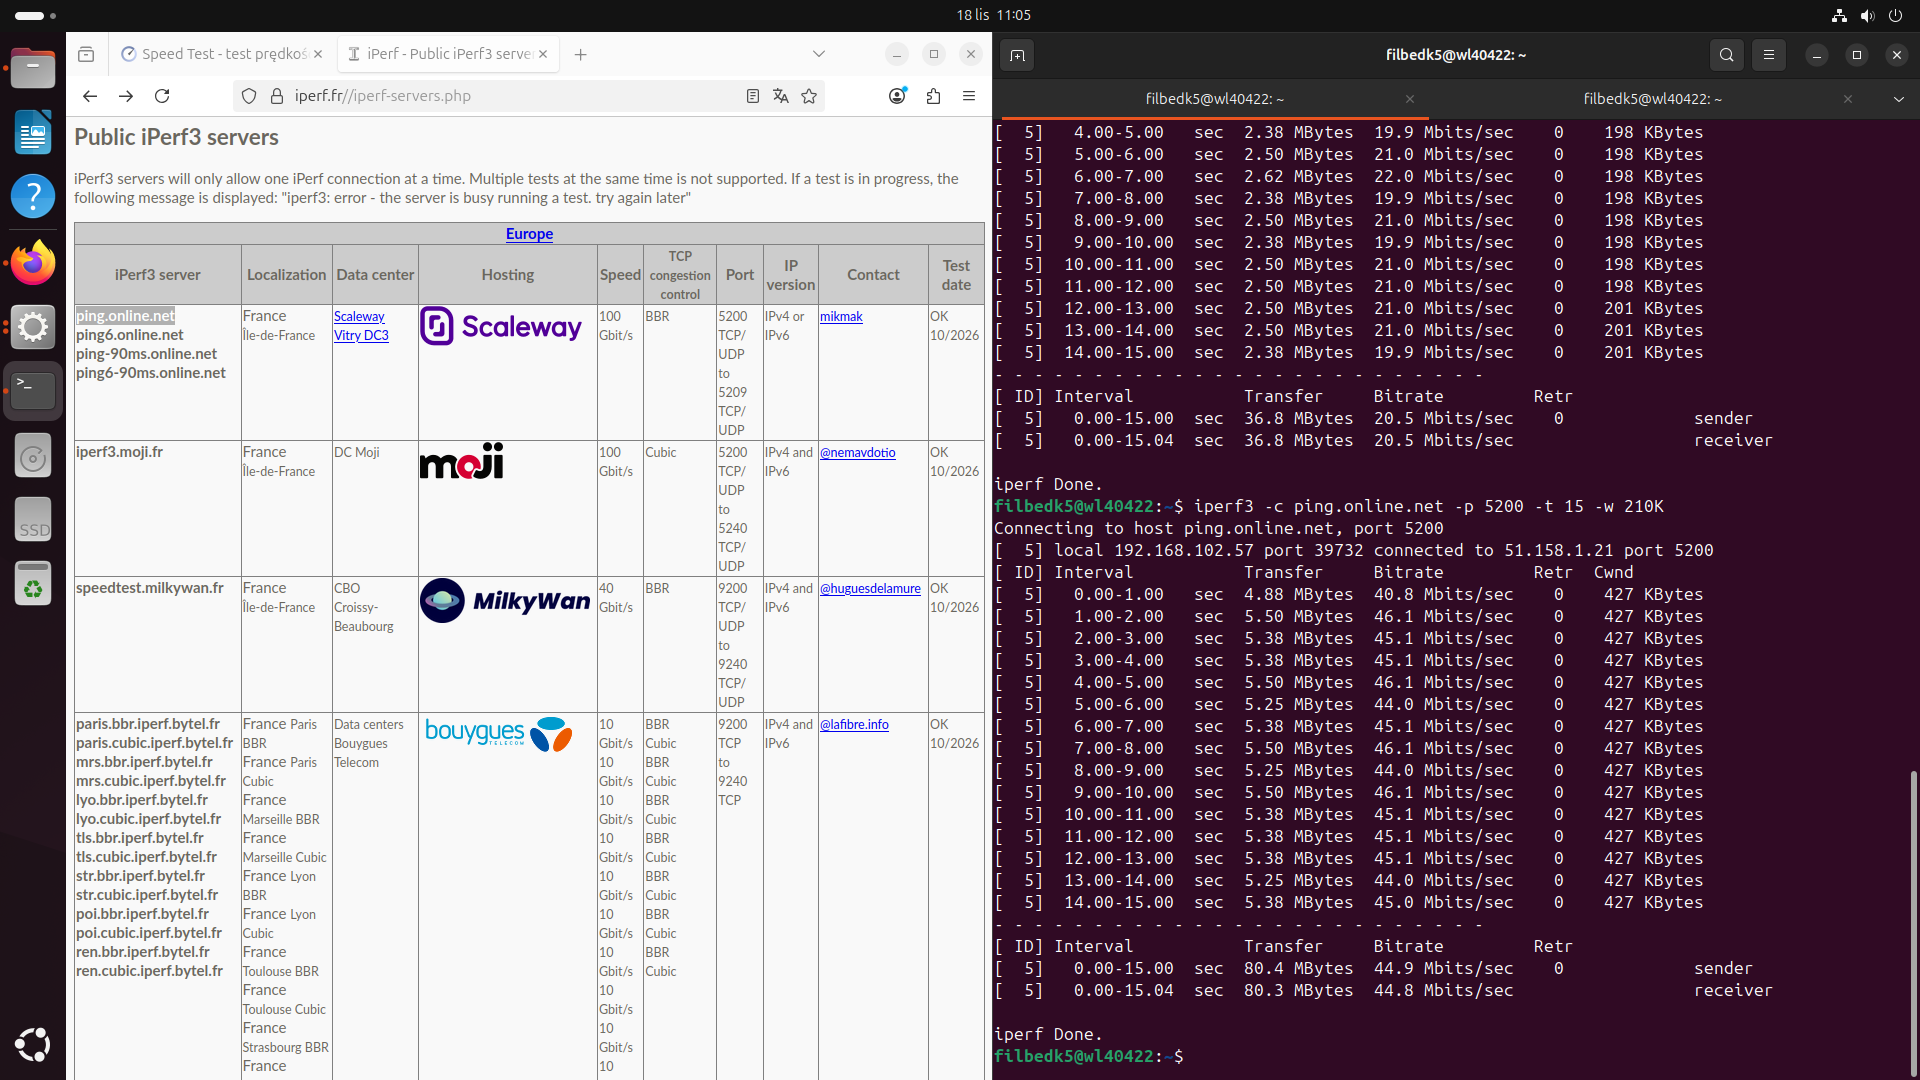 18 lis 11:05
Speed Test - test prędkoś
iPerf - Public iPerf3 serve
iperf.fr//iperf-servers.php
Public iPerf3 servers
iPerf3 servers will only allow one iPerf connection at a time. Multiple tests at the same time is not supported. If a test is in progress, the
following message is displayed: "iperf3: error - the server is busy running a test. try again later"
Europe
iPerf3 server Localization Data center Hosting Speed TCP congestion control Port IP version Contact Test date
ping.online.net
ping6.online.net
ping-90ms.online.net
ping6-90ms.online.net
France
Île-de-France
Scaleway
Vitry DC3
Scaleway
100
Gbit/s
BBR
5200
TCP/
UDP
to
5209
TCP/
UDP
IPv4 or
IPv6
mikmak
OK
10/2026
iperf3.moji.fr
France
Île-de-France
DC Moji
moji
100
Gbit/s
Cubic
5200
TCP/
UDP
to
5240
TCP/
UDP
IPv4 and
IPv6
@nemavdotio
OK
10/2026
speedtest.milkywan.fr
France
Île-de-France
CBO
Croissy-
Beaubourg
MilkyWan
40
Gbit/s
BBR
9200
TCP/
UDP
to
9240
TCP/
UDP
IPv4 and
IPv6
@huguesdelamure
OK
10/2026
paris.bbr.iperf.bytel.fr
paris.cubic.iperf.bytel.fr
mrs.bbr.iperf.bytel.fr
mrs.cubic.iperf.bytel.fr
lyo.bbr.iperf.bytel.fr
lyo.cubic.iperf.bytel.fr
tls.bbr.iperf.bytel.fr
tls.cubic.iperf.bytel.fr
str.bbr.iperf.bytel.fr
str.cubic.iperf.bytel.fr
poi.bbr.iperf.bytel.fr
poi.cubic.iperf.bytel.fr
ren.bbr.iperf.bytel.fr
ren.cubic.iperf.bytel.fr
France Paris
BBR
France Paris
Cubic
France
Marseille BBR
France
Marseille Cubic
France Lyon
BBR
France Lyon
Cubic
France
Toulouse BBR
France
Toulouse Cubic
France
Strasbourg BBR
France
Data centers
Bouygues
Telecom
bouygues
TELECOM
10
Gbit/s
10
Gbit/s
10
Gbit/s
10
Gbit/s
10
Gbit/s
10
Gbit/s
10
Gbit/s
10
Gbit/s
10
Gbit/s
10
BBR
Cubic
BBR
Cubic
BBR
Cubic
BBR
Cubic
BBR
Cubic
BBR
Cubic
BBR
Cubic
9200
TCP
to
9240
TCP
IPv4 and
IPv6
@lafibre.info
OK
10/2026
SSD
filbedk5@wl40422: ~
filbedk5@wl40422: ~
filbedk5@wl40422: ~
[ 5] 4.00-5.00 sec 2.38 MBytes 19.9 Mbits/sec 0 198 KBytes
[ 5] 5.00-6.00 sec 2.50 MBytes 21.0 Mbits/sec 0 198 KBytes
[ 5] 6.00-7.00 sec 2.62 MBytes 22.0 Mbits/sec 0 198 KBytes
[ 5] 7.00-8.00 sec 2.38 MBytes 19.9 Mbits/sec 0 198 KBytes
[ 5] 8.00-9.00 sec 2.50 MBytes 21.0 Mbits/sec 0 198 KBytes
[ 5] 9.00-10.00 sec 2.38 MBytes 19.9 Mbits/sec 0 198 KBytes
[ 5] 10.00-11.00 sec 2.50 MBytes 21.0 Mbits/sec 0 198 KBytes
[ 5] 11.00-12.00 sec 2.50 MBytes 21.0 Mbits/sec 0 198 KBytes
[ 5] 12.00-13.00 sec 2.50 MBytes 21.0 Mbits/sec 0 201 KBytes
[ 5] 13.00-14.00 sec 2.50 MBytes 21.0 Mbits/sec 0 201 KBytes
[ 5] 14.00-15.00 sec 2.38 MBytes 19.9 Mbits/sec 0 201 KBytes
- - - - - - - - - - - - - - - - - - - - - - - - -
[ ID] Interval Transfer Bitrate Retr
[ 5] 0.00-15.00 sec 36.8 MBytes 20.5 Mbits/sec 0 sender
[ 5] 0.00-15.04 sec 36.8 MBytes 20.5 Mbits/sec receiver
iperf Done.
filbedk5@wl40422:~$ iperf3 -c ping.online.net -p 5200 -t 15 -w 210K
Connecting to host ping.online.net, port 5200
[ 5] local 192.168.102.57 port 39732 connected to 51.158.1.21 port 5200
[ ID] Interval Transfer Bitrate Retr Cwnd
[ 5] 0.00-1.00 sec 4.88 MBytes 40.8 Mbits/sec 0 427 KBytes
[ 5] 1.00-2.00 sec 5.50 MBytes 46.1 Mbits/sec 0 427 KBytes
[ 5] 2.00-3.00 sec 5.38 MBytes 45.1 Mbits/sec 0 427 KBytes
[ 5] 3.00-4.00 sec 5.38 MBytes 45.1 Mbits/sec 0 427 KBytes
[ 5] 4.00-5.00 sec 5.50 MBytes 46.1 Mbits/sec 0 427 KBytes
[ 5] 5.00-6.00 sec 5.25 MBytes 44.0 Mbits/sec 0 427 KBytes
[ 5] 6.00-7.00 sec 5.38 MBytes 45.1 Mbits/sec 0 427 KBytes
[ 5] 7.00-8.00 sec 5.50 MBytes 46.1 Mbits/sec 0 427 KBytes
[ 5] 8.00-9.00 sec 5.25 MBytes 44.0 Mbits/sec 0 427 KBytes
[ 5] 9.00-10.00 sec 5.50 MBytes 46.1 Mbits/sec 0 427 KBytes
[ 5] 10.00-11.00 sec 5.38 MBytes 45.1 Mbits/sec 0 427 KBytes
[ 5] 11.00-12.00 sec 5.38 MBytes 45.1 Mbits/sec 0 427 KBytes
[ 5] 12.00-13.00 sec 5.38 MBytes 45.1 Mbits/sec 0 427 KBytes
[ 5] 13.00-14.00 sec 5.25 MBytes 44.0 Mbits/sec 0 427 KBytes
[ 5] 14.00-15.00 sec 5.38 MBytes 45.0 Mbits/sec 0 427 KBytes
- - - - - - - - - - - - - - - - - - - - - - - - -
[ ID] Interval Transfer Bitrate Retr
[ 5] 0.00-15.00 sec 80.4 MBytes 44.9 Mbits/sec 0 sender
[ 5] 0.00-15.04 sec 80.3 MBytes 44.8 Mbits/sec receiver
iperf Done.
filbedk5@wl40422:~$